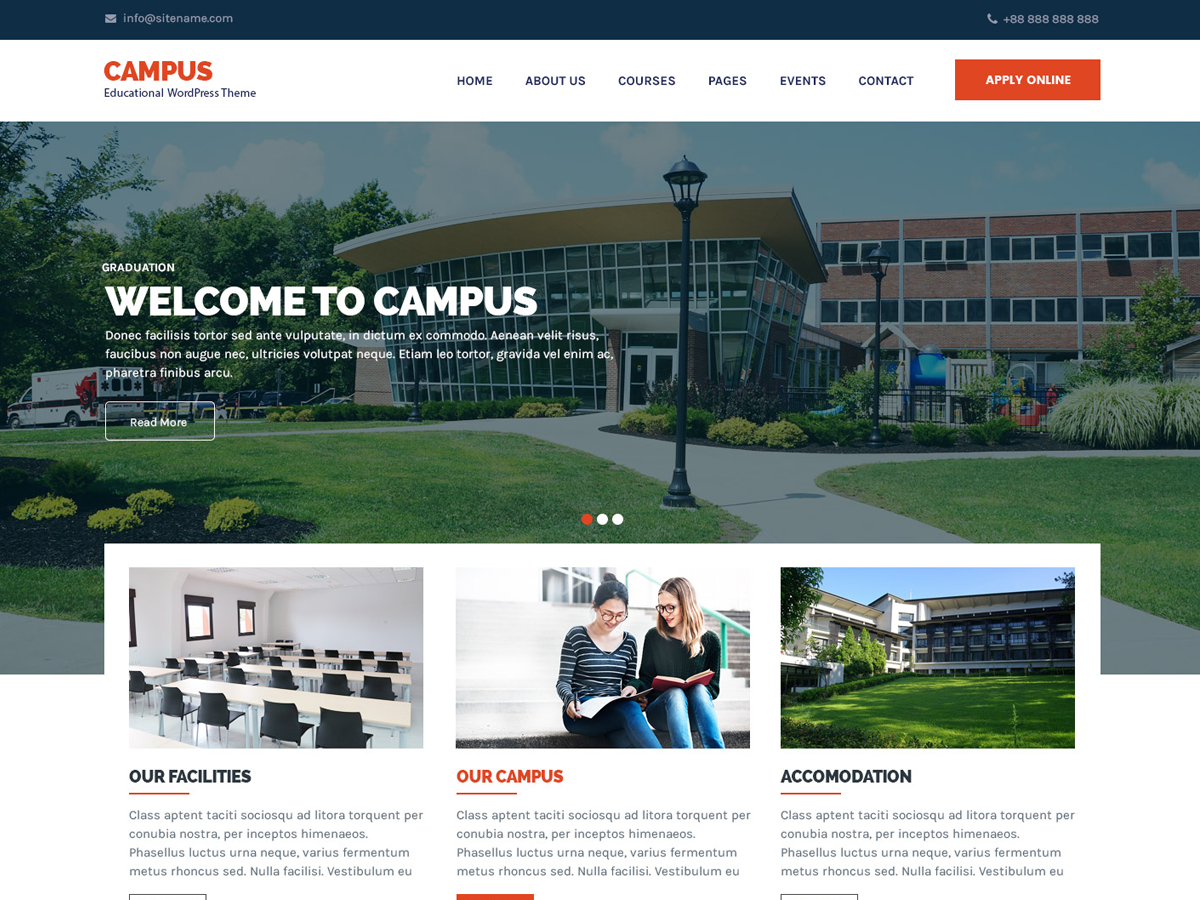 info@sitename.com
+88 888 888 888
CAMPUS
Educational WordPress Theme
HOME ABOUT US COURSES PAGES EVENTS CONTACT APPLY ONLINE
GRADUATION
WELCOME TO CAMPUS
Donec facilisis tortor sed ante vulputate, in dictum ex commodo. Aenean velit risus,
faucibus non augue nec, ultricies volutpat neque. Etiam leo tortor, gravida vel enim ac,
pharetra finibus arcu.
Read More
OUR FACILITIES
Class aptent taciti sociosqu ad litora torquent per
conubia nostra, per inceptos himenaeos.
Phasellus luctus urna neque, varius fermentum
metus rhoncus sed. Nulla facilisi. Vestibulum eu
OUR CAMPUS
Class aptent taciti sociosqu ad litora torquent per
conubia nostra, per inceptos himenaeos.
Phasellus luctus urna neque, varius fermentum
metus rhoncus sed. Nulla facilisi. Vestibulum eu
ACCOMODATION
Class aptent taciti sociosqu ad litora torquent per
conubia nostra, per inceptos himenaeos.
Phasellus luctus urna neque, varius fermentum
metus rhoncus sed. Nulla facilisi. Vestibulum eu